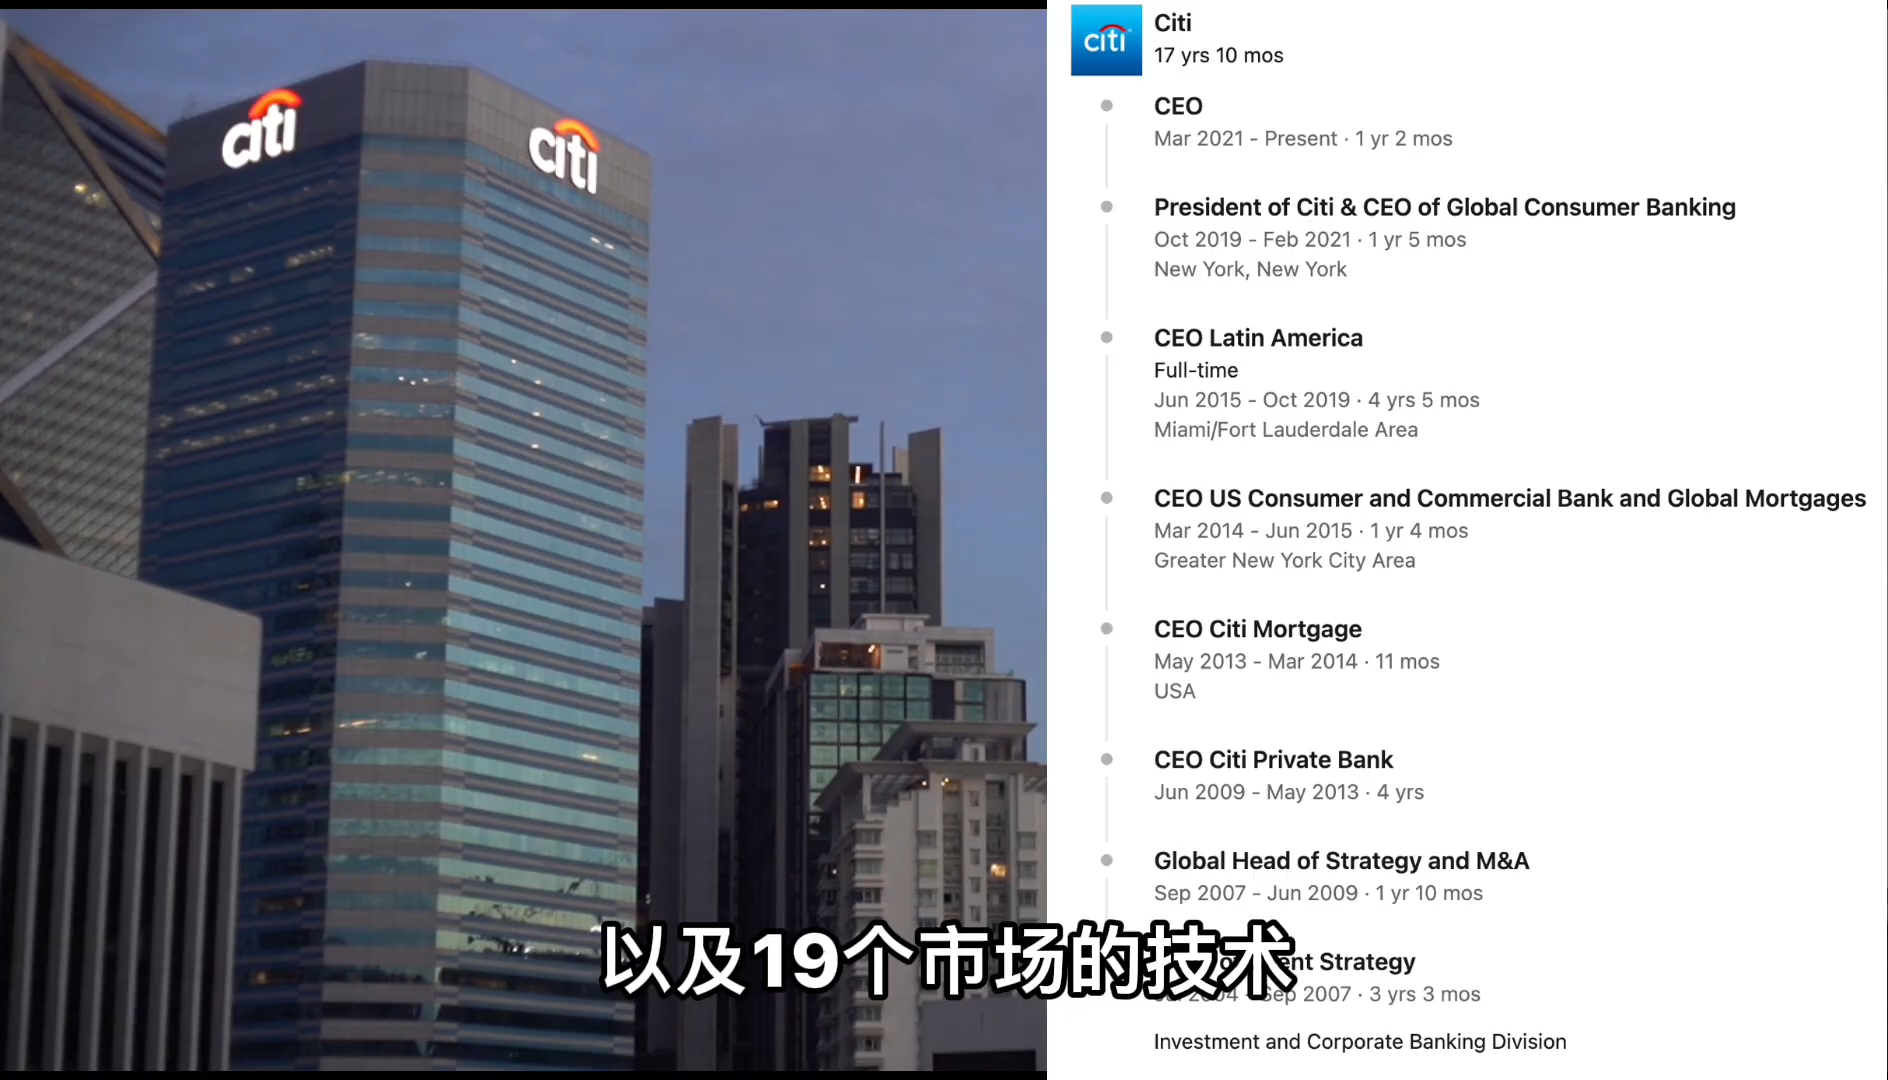 citi
citi
citi
Citi
17 yrs 10 mos
CEO
Mar 2021 - Present · 1 yr 2 mos
President of Citi & CEO of Global Consumer Banking
Oct 2019 - Feb 2021 · 1 yr 5 mos
New York, New York
CEO Latin America
Full-time
Jun 2015 - Oct 2019 · 4 yrs 5 mos
Miami/Fort Lauderdale Area
CEO US Consumer and Commercial Bank and Global Mortgages
Mar 2014 - Jun 2015 · 1 yr 4 mos
Greater New York City Area
CEO Citi Mortgage
May 2013 - Mar 2014 · 11 mos
USA
CEO Citi Private Bank
Jun 2009 - May 2013 · 4 yrs
Global Head of Strategy and M&A
Sep 2007 - Jun 2009 · 1 yr 10 mos
Strategy
2004 - Sep 2007 · 3 yrs 3 mos
以及19个市场的技术
Investment and Corporate Banking Division